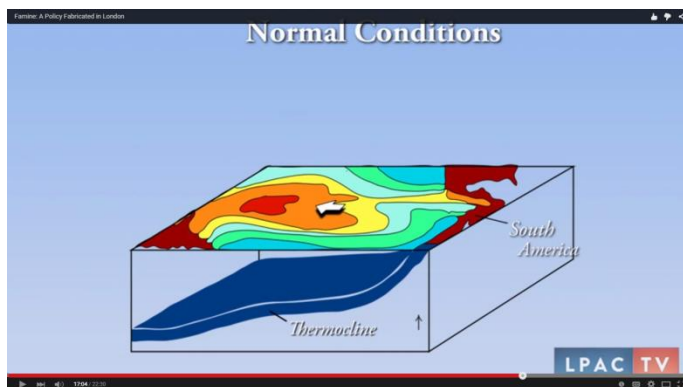 Famine: A Policy Fabricated in London
Normal Conditions
South
America
Thermocline
LPAC TV
17:04 / 22:30